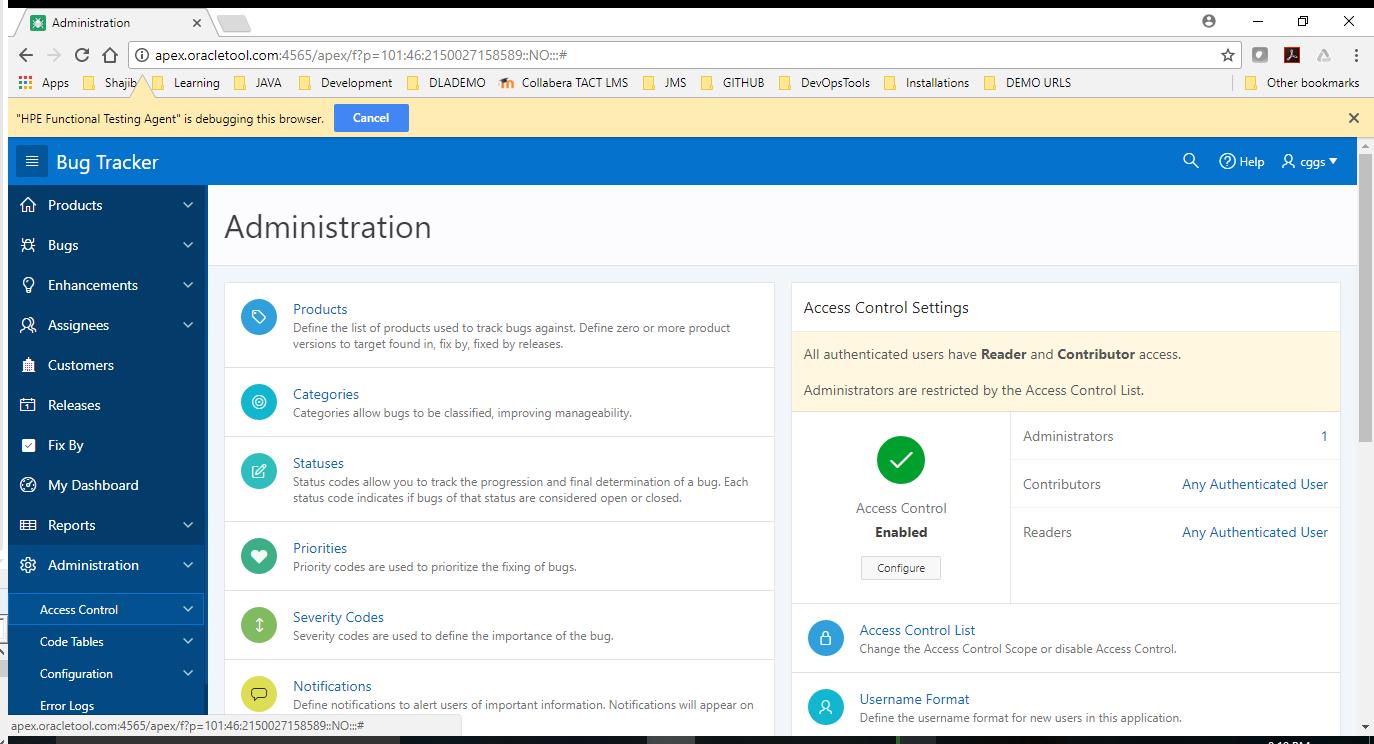 Administration
apex.oracletool.com:4565/apex/f?p=101:46:2150027158589::NO:::#
Apps Shajib Learning JAVA Development DLADEMO Collabera TACT LMS JMS GITHUB DevOpsTools Installations DEMO URLS Other bookmarks
"HPE Functional Testing Agent" is debugging this browser. Cancel
Bug Tracker Help cggs
Products
Bugs
Enhancements
Assignees
Customers
Releases
Fix By
My Dashboard
Reports
Administration
Access Control
Code Tables
Configuration
Error Logs
apex.oracletool.com:4565/apex/f?p=101:46:2150027158589::NO:::#
Administration
Products
Define the list of products used to track bugs against. Define zero or more product
versions to target found in, fix by, fixed by releases.
Categories
Categories allow bugs to be classified, improving manageability.
Statuses
Status codes allow you to track the progression and final determination of a bug. Each
status code indicates if bugs of that status are considered open or closed.
Priorities
Priority codes are used to prioritize the fixing of bugs.
Severity Codes
Severity codes are used to define the importance of the bug.
Notifications
Define notifications to alert users of important information. Notifications will appear on
Access Control Settings
All authenticated users have Reader and Contributor access.
Administrators are restricted by the Access Control List.
Access Control
Enabled
Configure
Administrators 1
Contributors Any Authenticated User
Readers Any Authenticated User
Access Control List
Change the Access Control Scope or disable Access Control.
Username Format
Define the username format for new users in this application.